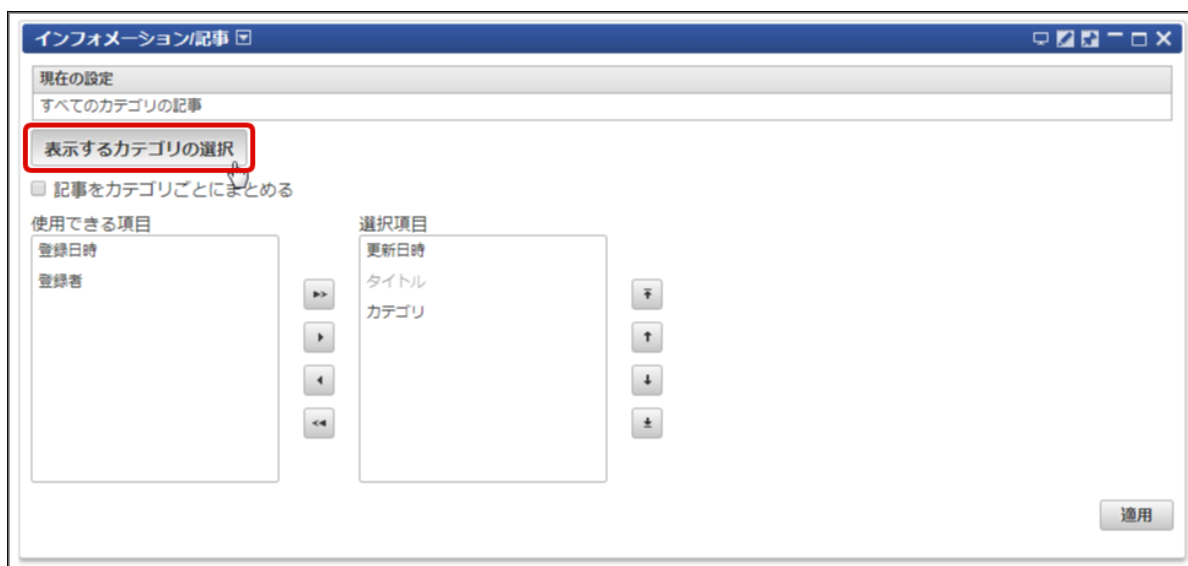 インフォメーション/記事
現在の設定
すべてのカテゴリの記事
表示するカテゴリの選択
記事をカテゴリごとにまとめる
使用できる項目
登録日時
登録者
選択項目
更新日時
タイトル
カテゴリ
適用